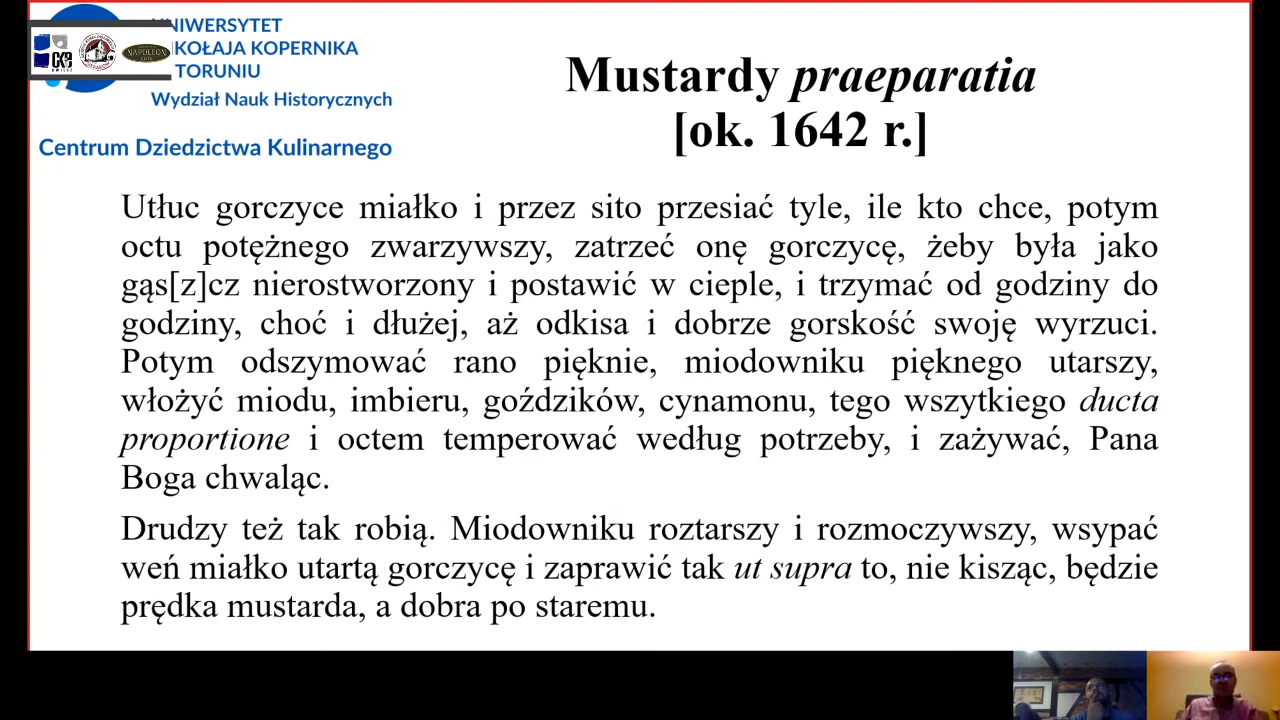 UNIWERSYTET
MIKOŁAJA KOPERNIKA
TORUNIU
Wydział Nauk Historycznych
Centrum Dziedzictwa Kulinarnego
NAPOLEON
Mustardy praeparatia
[ok. 1642 r.]
Utłuc gorczyce miałko i przez sito przesiać tyle, ile kto chce, potym
octu potężnego zwarzywszy, zatrzeć onę gorczycę, żeby była jako
gąs[z]cz nierostworzony i postawić w cieple, i trzymać od godziny do
godziny, choć i dłużej, aż odkisa i dobrze gorskość swoję wyrzuci.
Potym odszymować rano pięknie, miodowniku pięknego utarszy,
włożyć miodu, imbieru, goździków, cynamonu, tego wszytkiego ducta
proportione i octem temperować według potrzeby, i zażywać, Pana
Boga chwaląc.
Drudzy też tak robią. Miodowniku roztarszy i rozmoczywszy, wsypać
weń miałko utartą gorczycę i zaprawić tak ut supra to, nie kisząc, będzie
prędka mustarda, a dobra po staremu.